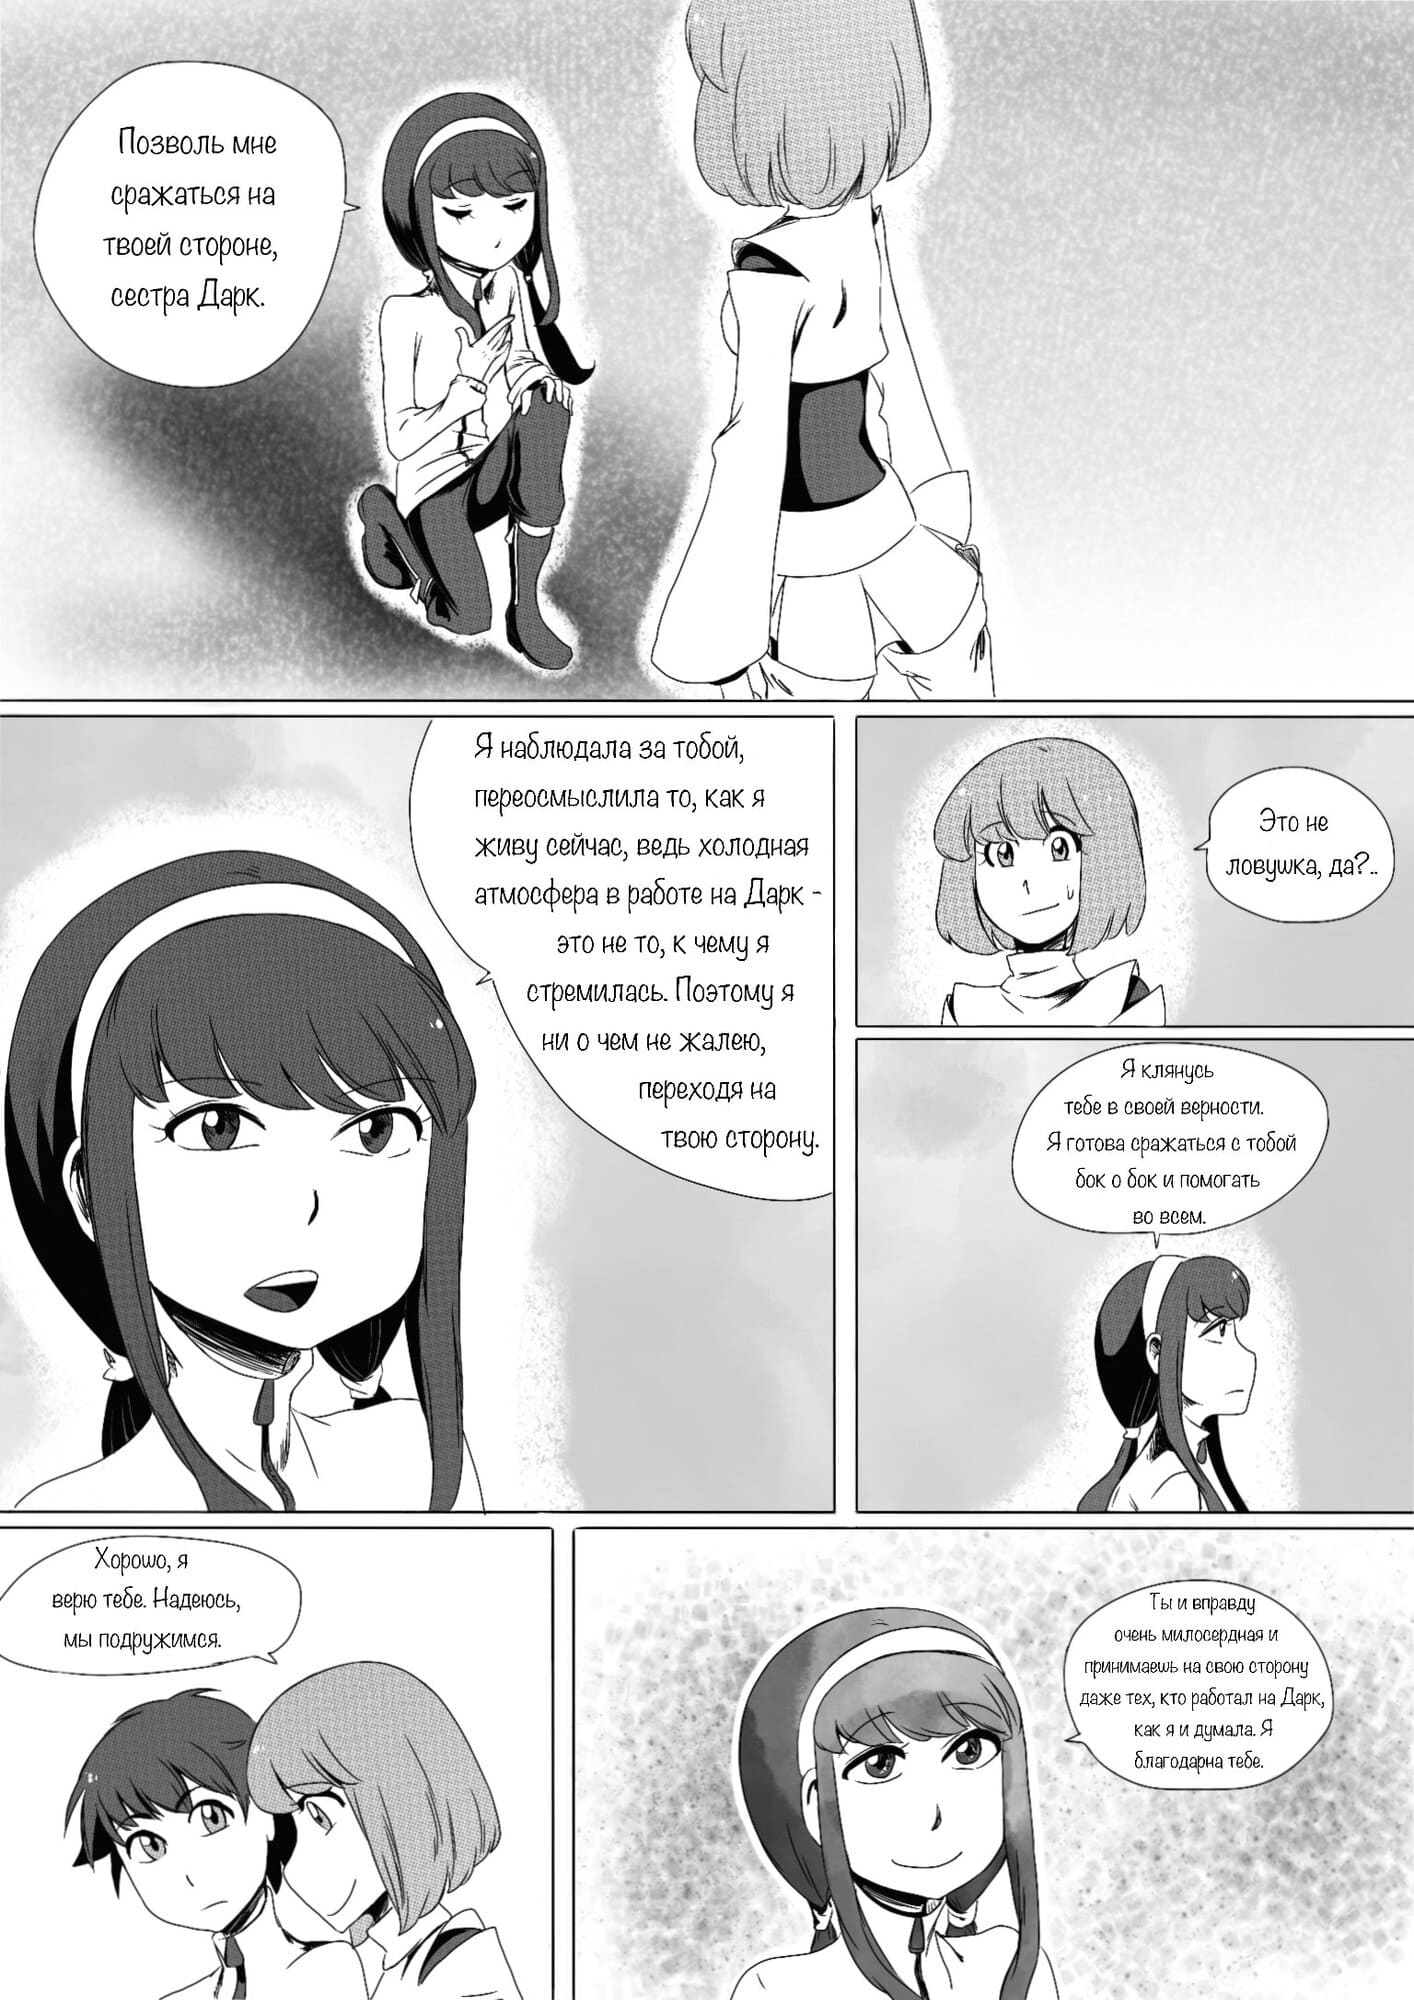 Позволь мне
сражаться на
твоей стороне,
сестра Дарк.
Я наблюдала за тобой,
переосмыслила то, как я
живу сейчас, ведь холодная
атмосфера в работе на Дарк -
это не то, к чему я
стремилась. Поэтому я
ни о чем не жалею,
переходя на
твою сторону.
Это не
ловушка, да?..
Я клянусь
тебе в своей верности.
Я готова сражаться с тобой
бок о бок и помогать
во всем.
Хорошо, я
верю тебе. Надеюсь,
мы подружимся.
Ты и вправду
очень милосердная и
принимаешь на свою сторону
даже тех, кто работал на Дарк,
как я и думала. Я
благодарна тебе.